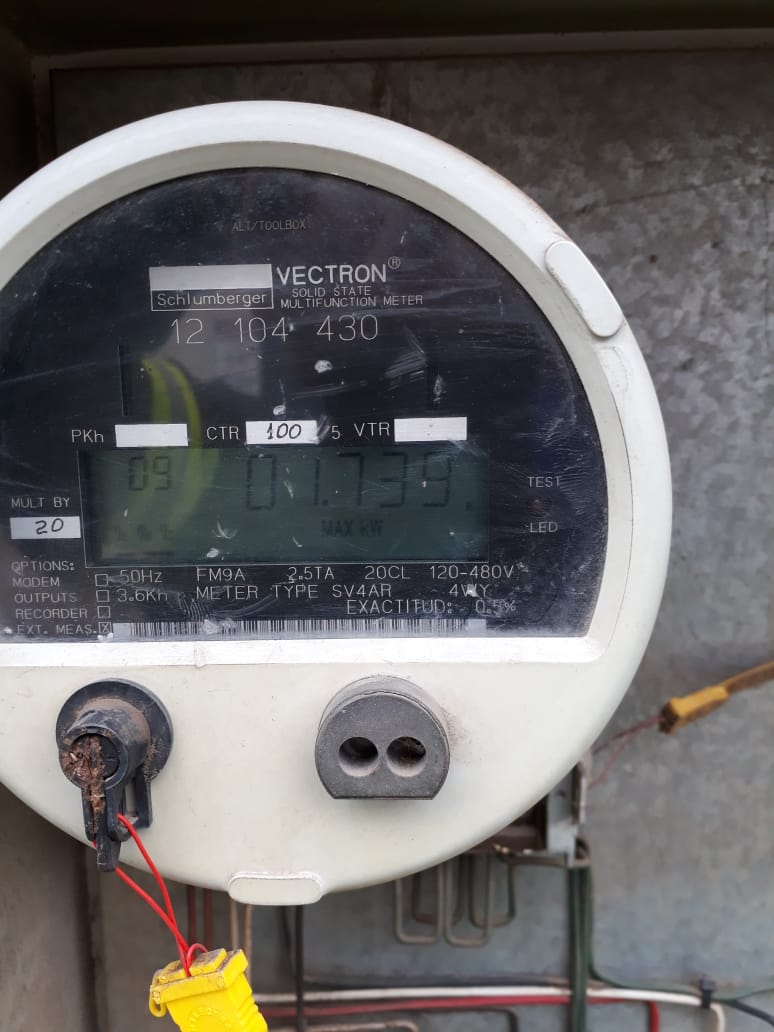 ALT/TOOLBOX
VECTRON®
SOLID STATE
Schlumberger MULTIFUNCTION METER
12 104 430
PKh CTR 100 /5 VTR
09 01.739.
MAX kW
TEST
LED
MULT BY
20
OPTIONS:
MODEM 50Hz FM9A 2.5TA 20CL 120-480V
OUTPUTS 3.6Kh METER TYPE SV4AR 4WY
RECORDER EXACTITUD: 0.5%
EXT. MEAS. X